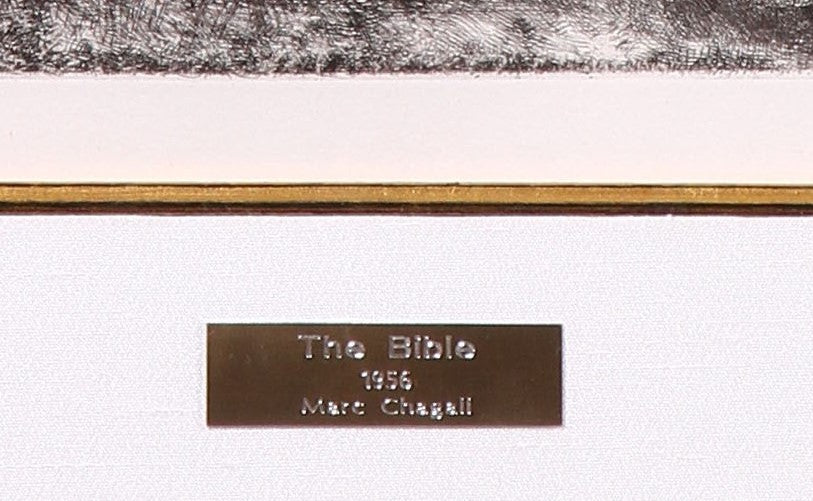 The Bible
1956
Marc Chagall